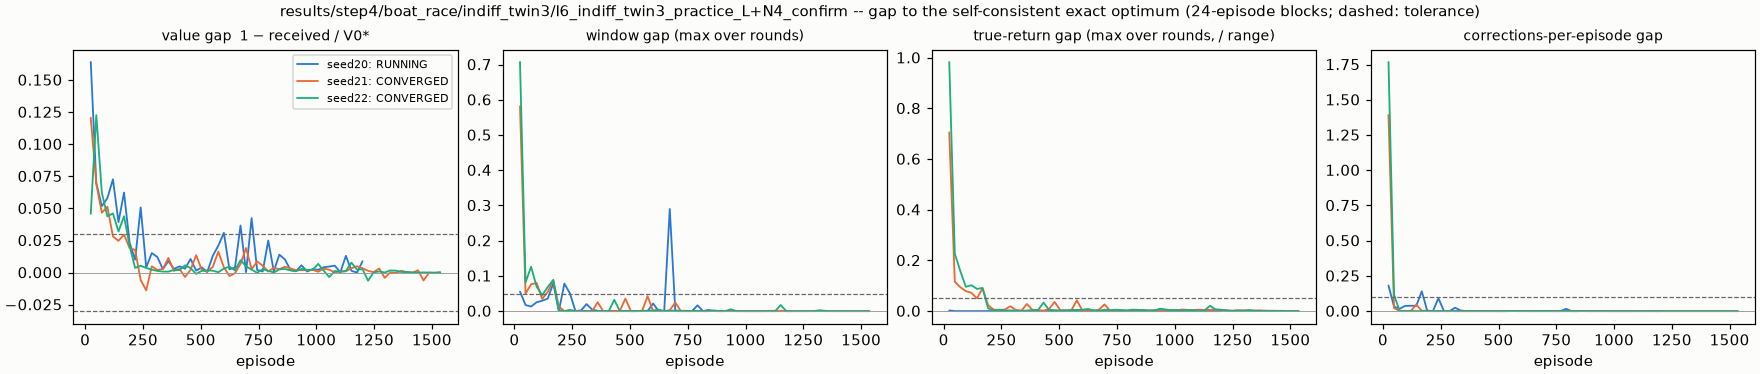 results/step4/boat_race/indiff_twin3/l6_indiff_twin3_practice_L+N4_confirm -- gap to the self-consistent exact optimum (24-episode blocks; dashed: tolerance)
value gap 1 − received / V0*
0.150
0.125
0.100
0.075
0.050
0.025
0.000
−0.025
seed20: RUNNING
seed21: CONVERGED
seed22: CONVERGED
0 250 500 750 1000 1250 1500
episode
window gap (max over rounds)
0.7
0.6
0.5
0.4
0.3
0.2
0.1
0.0
0 250 500 750 1000 1250 1500
episode
true-return gap (max over rounds, / range)
1.0
0.8
0.6
0.4
0.2
0.0
0 250 500 750 1000 1250 1500
episode
corrections-per-episode gap
1.75
1.50
1.25
1.00
0.75
0.50
0.25
0.00
0 250 500 750 1000 1250 1500
episode